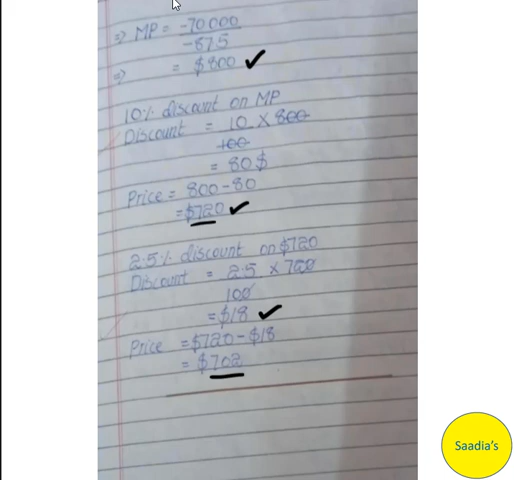 ⇒ MP = -70000
-87.5
⇒ = $800 ✓
10% discount on MP
Discount = 10 × 800
100
= 80 $
Price = 800 - 80
= $720 ✓
2.5% discount on $720
Discount = 2.5 × 720
100
= $18 ✓
Price = $720 - $18
= $702
Saadia's